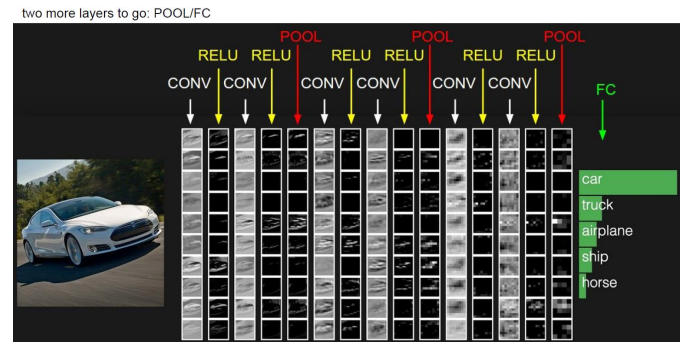 two more layers to go: POOL/FC
POOL POOL POOL
RELU RELU RELU RELU RELU RELU
CONV CONV CONV CONV CONV CONV FC
car
truck
airplane
ship
horse